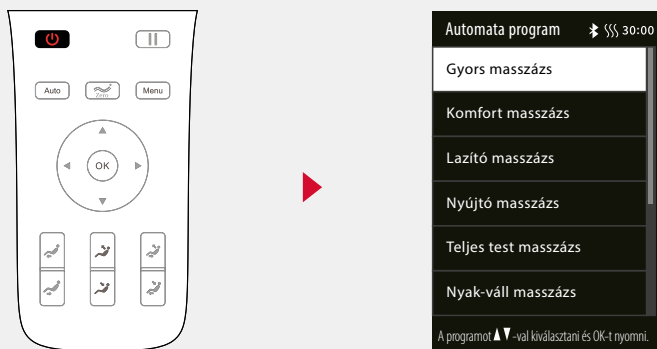 Auto
Zero
Menu
OK
Automata program 30:00
Gyors masszázs
Komfort masszázs
Lazító masszázs
Nyújtó masszázs
Teljes test masszázs
Nyak-váll masszázs
A programot ▲▼-val kiválasztani és OK-t nyomni.